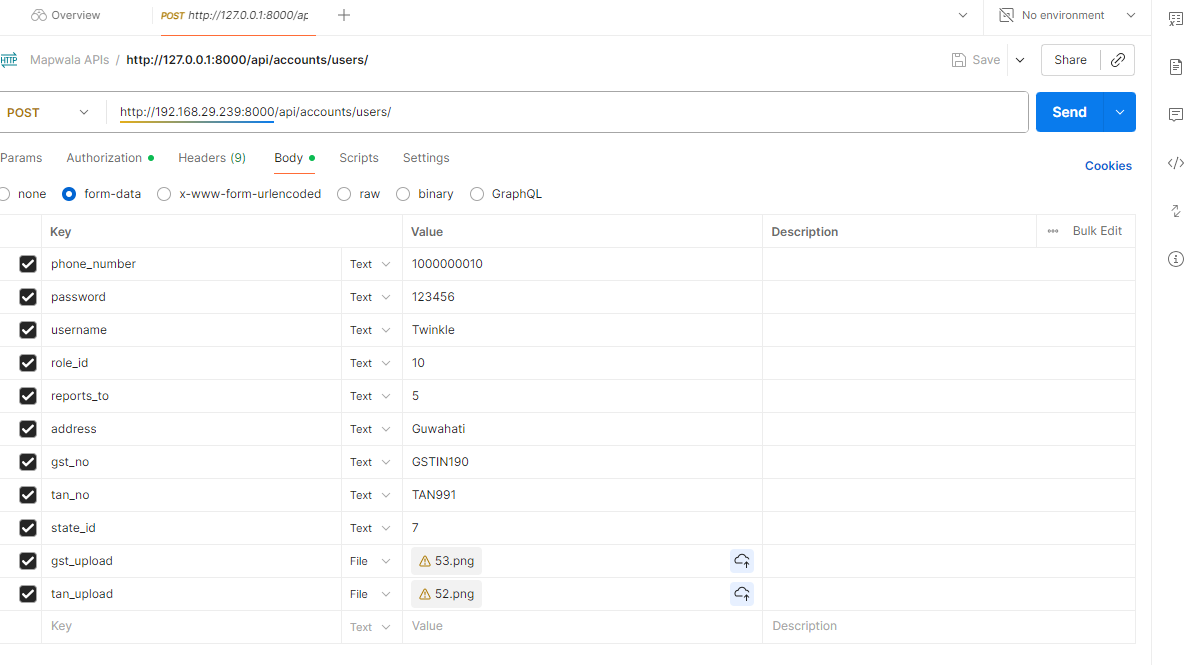 Overview
POST http://127.0.0.1:8000/ap
No environment
HTTP Mapwala APIs / http://127.0.0.1:8000/api/accounts/users/
Save
Share
POST http://192.168.29.239:8000/api/accounts/users/
Send
Params Authorization Headers (9) Body Scripts Settings
Cookies
none form-data x-www-form-urlencoded raw binary GraphQL
Key Value Description ••• Bulk Edit
phone_number Text 1000000010
password Text 123456
username Text Twinkle
role_id Text 10
reports_to Text 5
address Text Guwahati
gst_no Text GSTIN190
tan_no Text TAN991
state_id Text 7
gst_upload File 53.png
tan_upload File 52.png
Key Text Value Description